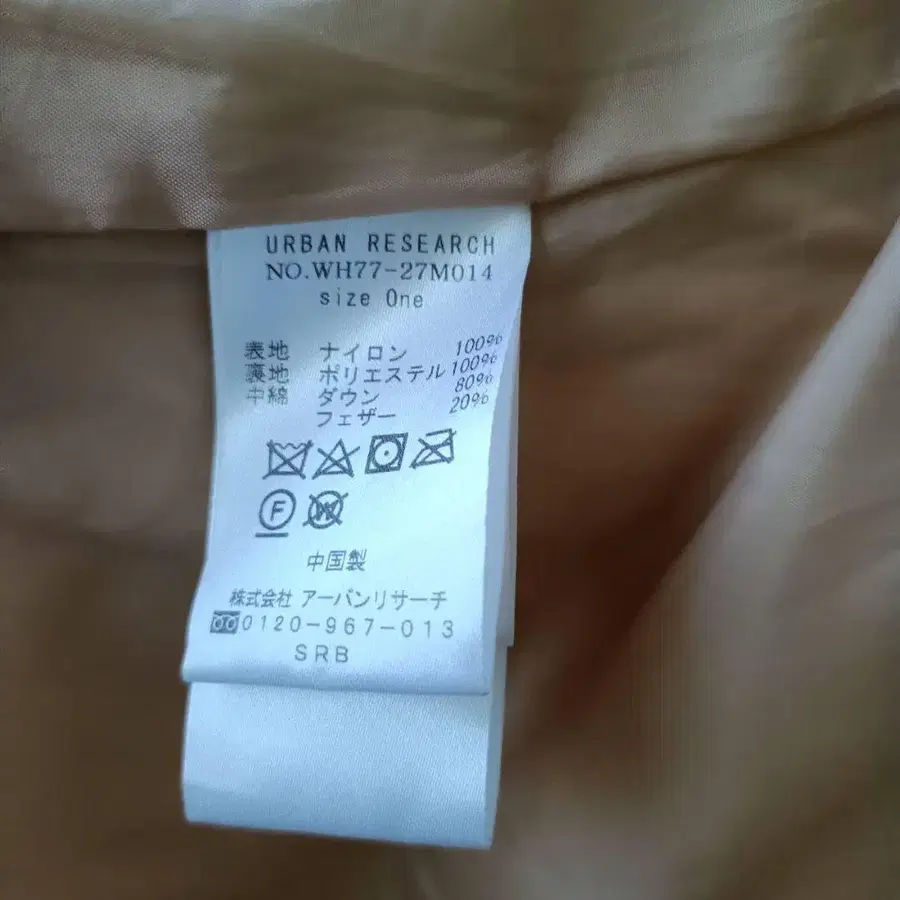 URBAN RESEARCH
NO.WH77-27M014
size One
表地 ナイロン 100%
裏地 ポリエステル 100%
中綿 ダウン 80%
フェザー 20%
F
W
中国製
株式会社 アーバンリサーチ
0120-967-013
SRB